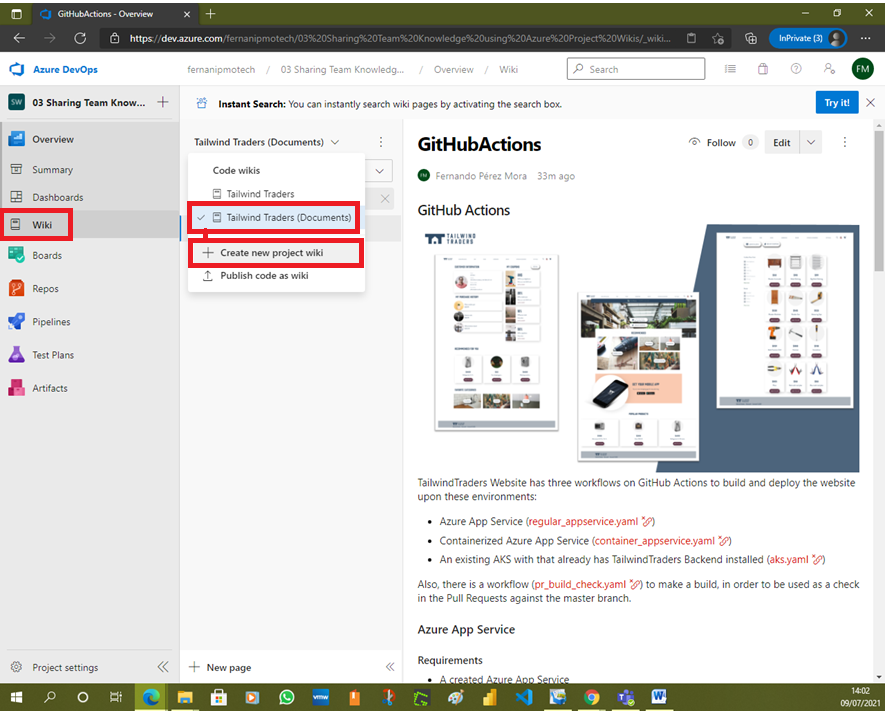 GitHubActions - Overview
InPrivate (3)
https://dev.azure.com/fernanipmotech/03%20Sharing%20Team%20Knowledge%20using%20Azure%20Project%20Wikis/_wiki...
Azure DevOps
fernanipmotech / 03 Sharing Team Knowledg... / Overview / Wiki
Search
FM
SW
03 Sharing Team Know...
Instant Search: You can instantly search wiki pages by activating the search box.
Try it!
Overview
Summary
Dashboards
Wiki
Boards
Repos
Pipelines
Test Plans
Artifacts
Project settings
Tailwind Traders (Documents)
Code wikis
Tailwind Traders
Tailwind Traders (Documents)
Create new project wiki
Publish code as wiki
New page
GitHubActions
Follow 0
Edit
FM
Fernando Pérez Mora 33m ago
GitHub Actions
TAILWIND
TRADERS
TailwindTraders Website has three workflows on GitHub Actions to build and deploy the website
upon these environments:
• Azure App Service (regular_appservice.yaml)
• Containerized Azure App Service (container_appservice.yaml)
• An existing AKS with that already has TailwindTraders Backend installed (aks.yaml)
Also, there is a workflow (pr_build_check.yaml) to make a build, in order to be used as a check
in the Pull Requests against the master branch.
Azure App Service
Requirements
• A created Azure App Service
vmw
14:02
09/07/2021